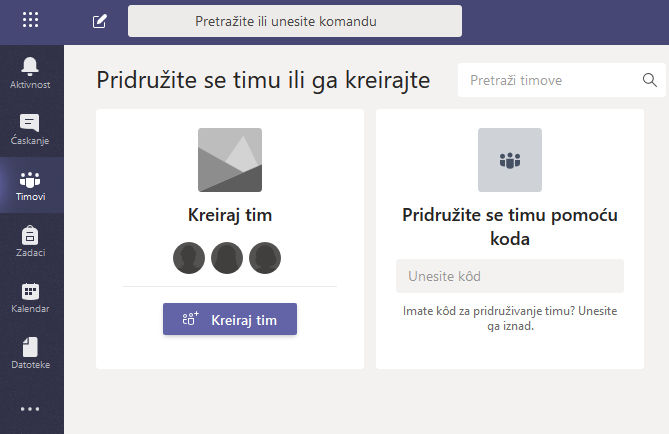 Pretražite ili unesite komandu
Aktivnost
Ćaskanje
Timovi
Zadaci
Kalendar
Datoteke
Pridružite se timu ili ga kreirajte
Pretraži timove
Kreiraj tim
Kreiraj tim
Pridružite se timu pomoću
koda
Unesite kôd
Imate kôd za pridruživanje timu? Unesite
ga iznad.